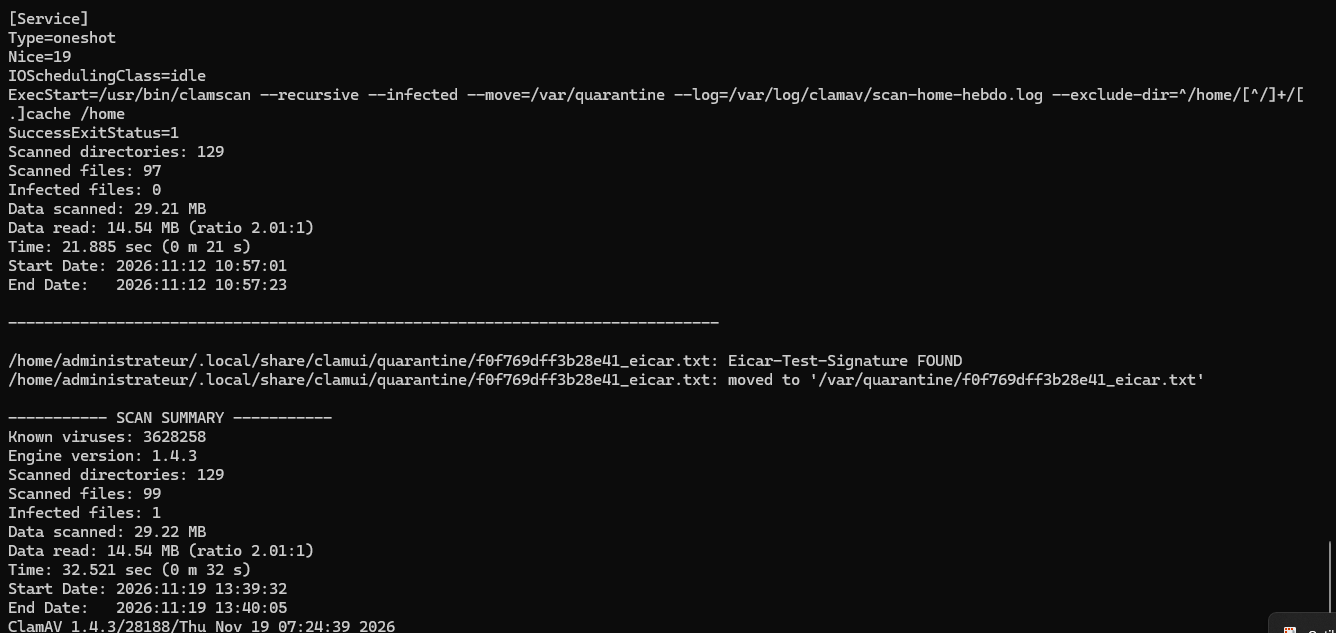 [Service]
Type=oneshot
Nice=19
IOSchedulingClass=idle
ExecStart=/usr/bin/clamscan --recursive --infected --move=/var/quarantine --log=/var/log/clamav/scan-home-hebdo.log --exclude-dir=^/home/[^/]+/[
.]cache /home
SuccessExitStatus=1
Scanned directories: 129
Scanned files: 97
Infected files: 0
Data scanned: 29.21 MB
Data read: 14.54 MB (ratio 2.01:1)
Time: 21.885 sec (0 m 21 s)
Start Date: 2026:11:12 10:57:01
End Date:   2026:11:12 10:57:23
-------------------------------------------------------------------------------
/home/administrateur/.local/share/clamui/quarantine/f0f769dff3b28e41_eicar.txt: Eicar-Test-Signature FOUND
/home/administrateur/.local/share/clamui/quarantine/f0f769dff3b28e41_eicar.txt: moved to '/var/quarantine/f0f769dff3b28e41_eicar.txt'
----------- SCAN SUMMARY -----------
Known viruses: 3628258
Engine version: 1.4.3
Scanned directories: 129
Scanned files: 99
Infected files: 1
Data scanned: 29.22 MB
Data read: 14.54 MB (ratio 2.01:1)
Time: 32.521 sec (0 m 32 s)
Start Date: 2026:11:19 13:39:32
End Date:   2026:11:19 13:40:05
ClamAV 1.4.3/28188/Thu Nov 19 07:24:39 2026